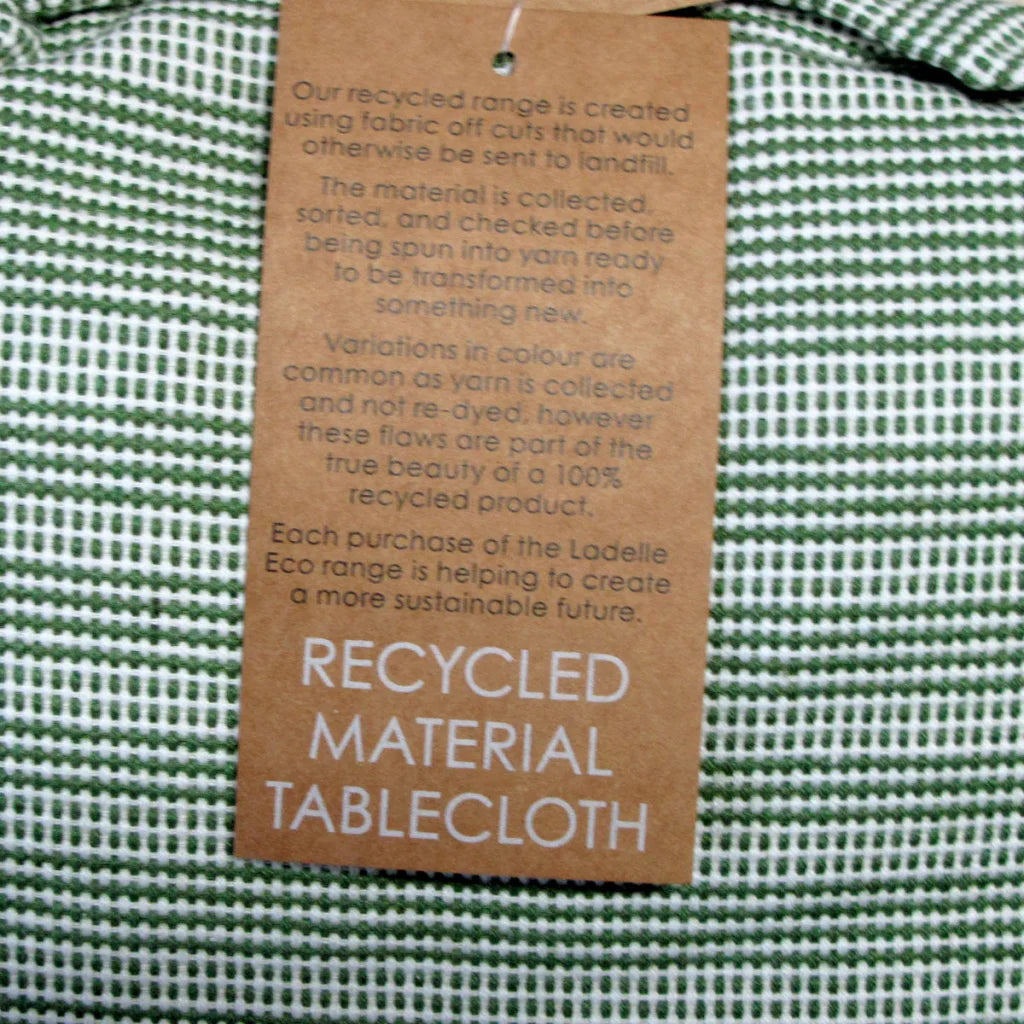 Our recycled range is created
using fabric off cuts that would
otherwise be sent to landfill.
The material is collected,
sorted, and checked before
being spun into yarn ready
to be transformed into
something new.
Variations in colour are
common as yarn is collected
and not re-dyed, however
these flaws are part of the
true beauty of a 100%
recycled product.
Each purchase of the Ladelle
Eco range is helping to create
a more sustainable future.
RECYCLED
MATERIAL
TABLECLOTH